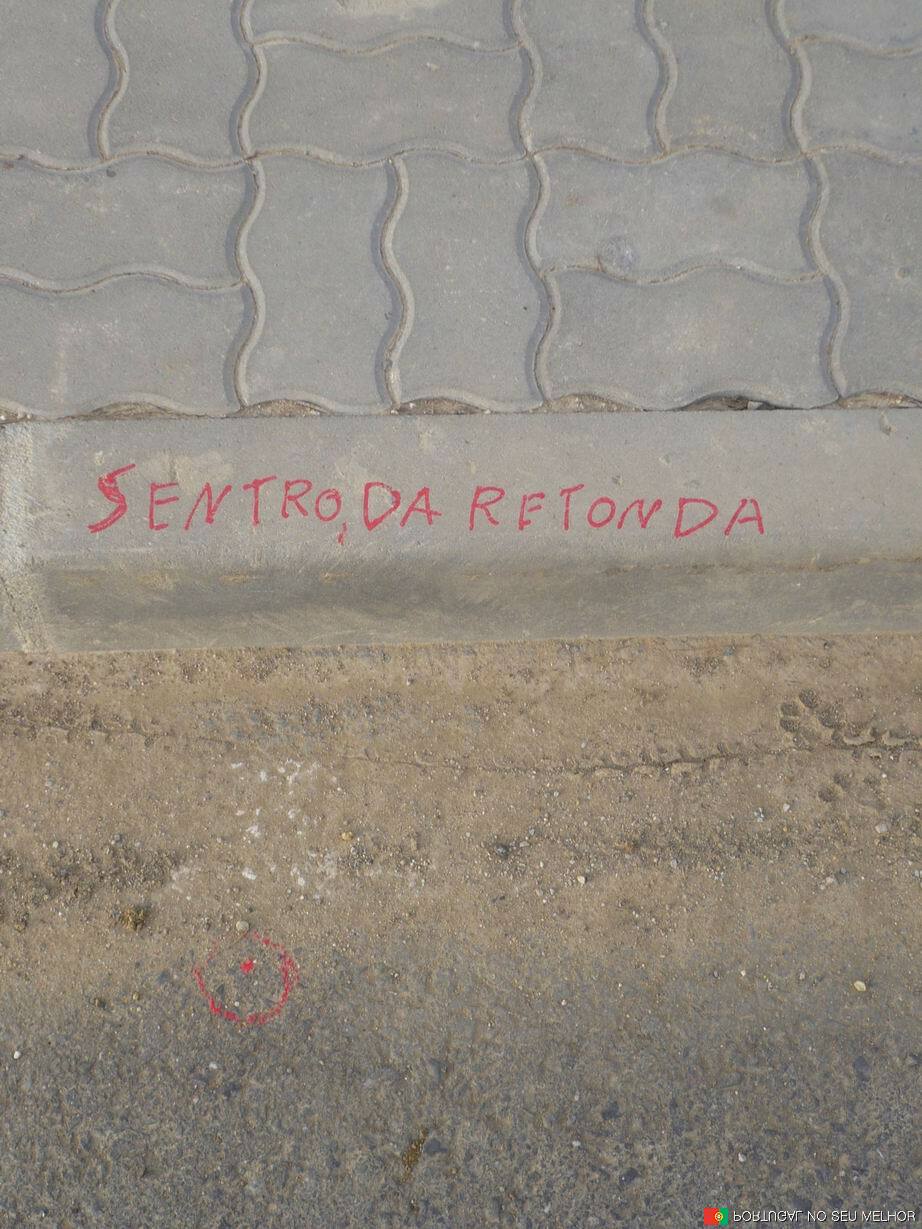 SENTRO, DA RETONDA
PORTUGAL NO SEU MELHOR